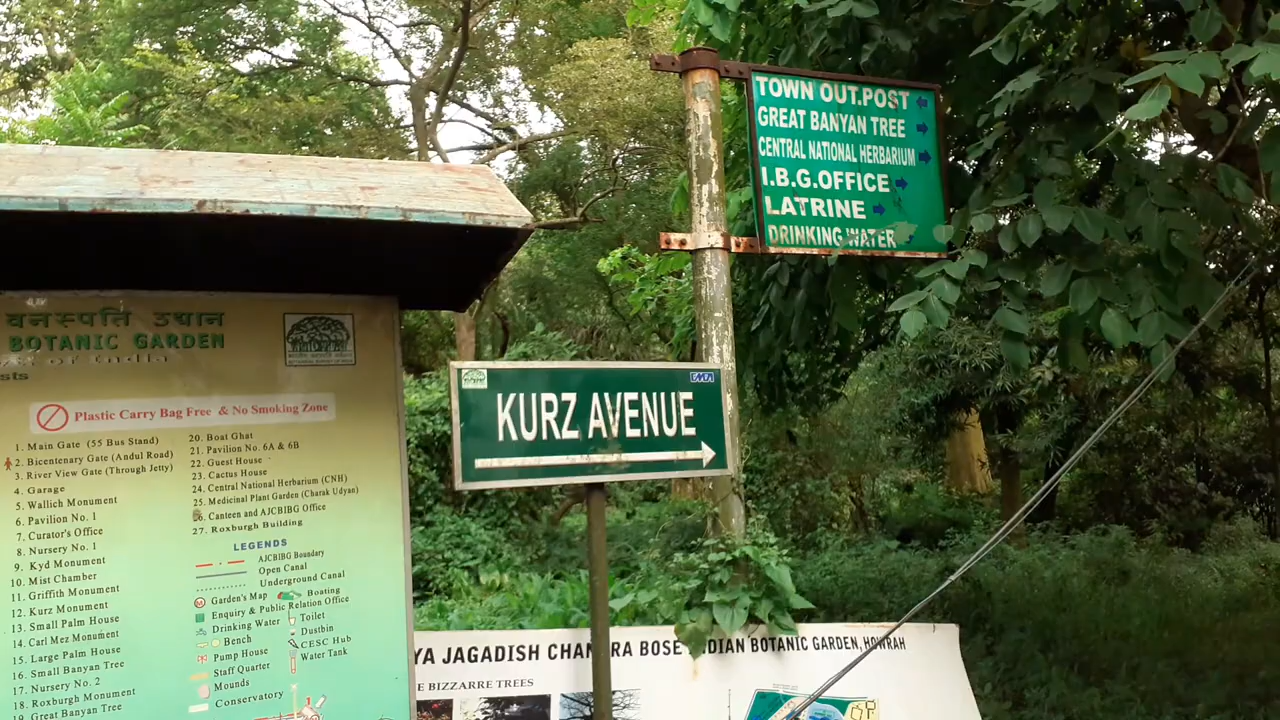 वनस्पति उद्यान
BOTANIC GARDEN
of India
sts
Plastic Carry Bag Free & No Smoking Zone
1. Main Gate (55 Bus Stand)
2. Bicentenary Gate (Andul Road)
3. River View Gate (Through Jetty)
4. Garage
5. Wallich Monument
6. Pavilion No. 1
7. Curator's Office
8. Nursery No. 1
9. Kyd Monument
10. Mist Chamber
11. Griffith Monument
12. Kurz Monument
13. Small Palm House
14. Carl Mez Monument
15. Large Palm House
16. Small Banyan Tree
17. Nursery No. 2
18. Roxburgh Monument
19. Great Banyan Tree
20. Boat Ghat
21. Pavilion No. 6A & 6B
22. Guest House
23. Cactus House
24. Central National Herbarium (CNH)
25. Medicinal Plant Garden (Charak Udyan)
26. Canteen and AJCBIBG Office
27. Roxburgh Building
LEGENDS
AJCBIBG Boundary
Open Canal
Underground Canal
Garden's Map
Boating
Enquiry & Public Relation Office
Drinking Water
Toilet
Bench
Dustbin
Pump House
CESC Hub
Staff Quarter
Water Tank
Mounds
Conservatory
KURZ AVENUE
TOWN OUT.POST
GREAT BANYAN TREE
CENTRAL NATIONAL HERBARIUM
I.B.G.OFFICE
LATRINE
DRINKING WATER
YA JAGADISH CHANDRA BOSE INDIAN BOTANIC GARDEN, HOWRAH
E BIZZARRE TREES